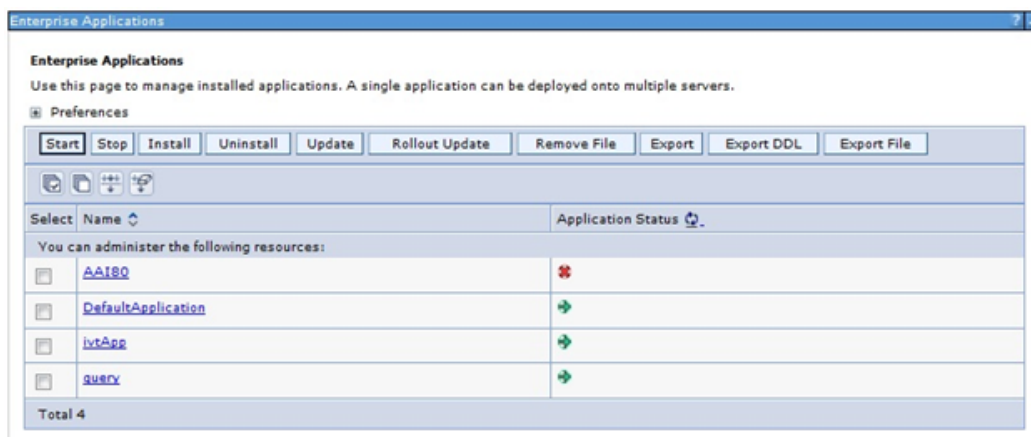 Enterprise Applications ?
Enterprise Applications
Use this page to manage installed applications. A single application can be deployed onto multiple servers.
Preferences
Start Stop Install Uninstall Update Rollout Update Remove File Export Export DDL Export File
Select Name Application Status
You can administer the following resources:
AAI80
DefaultApplication
ivtApp
query
Total 4